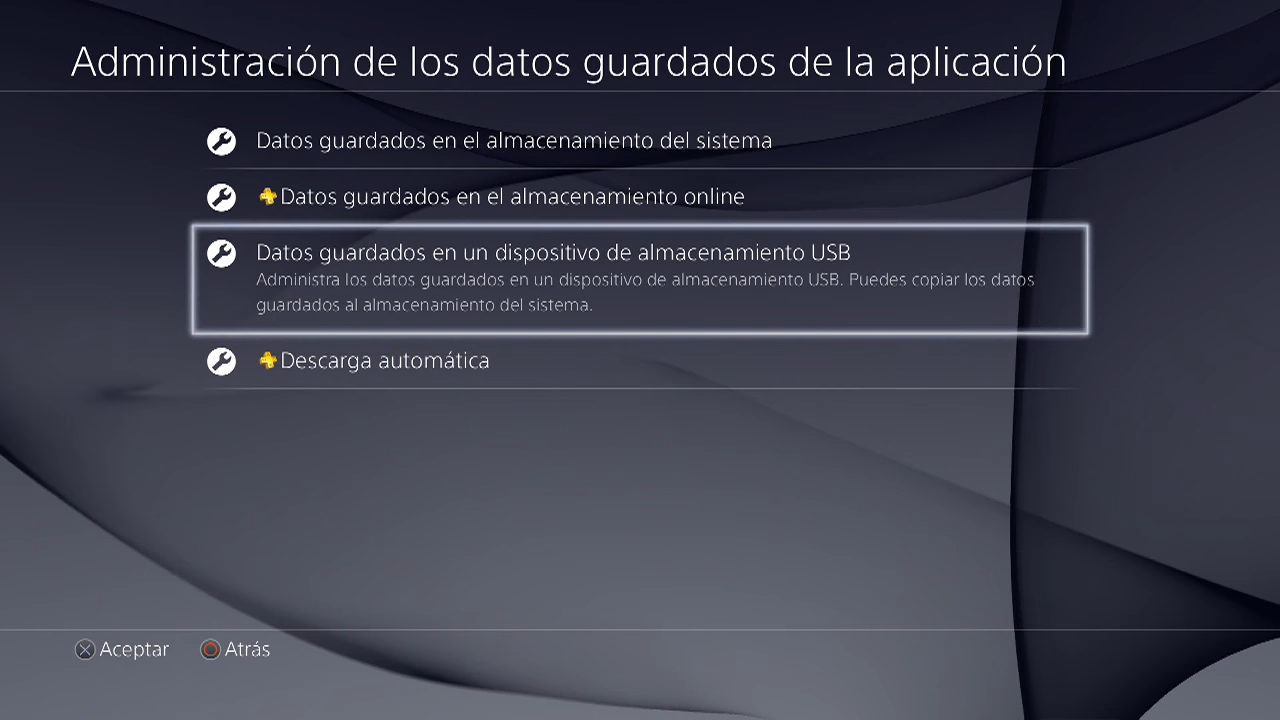 Administración de los datos guardados de la aplicación
Datos guardados en el almacenamiento del sistema
Datos guardados en el almacenamiento online
Datos guardados en un dispositivo de almacenamiento USB
Administra los datos guardados en un dispositivo de almacenamiento USB. Puedes copiar los datos
guardados al almacenamiento del sistema.
Descarga automática
Aceptar Atrás